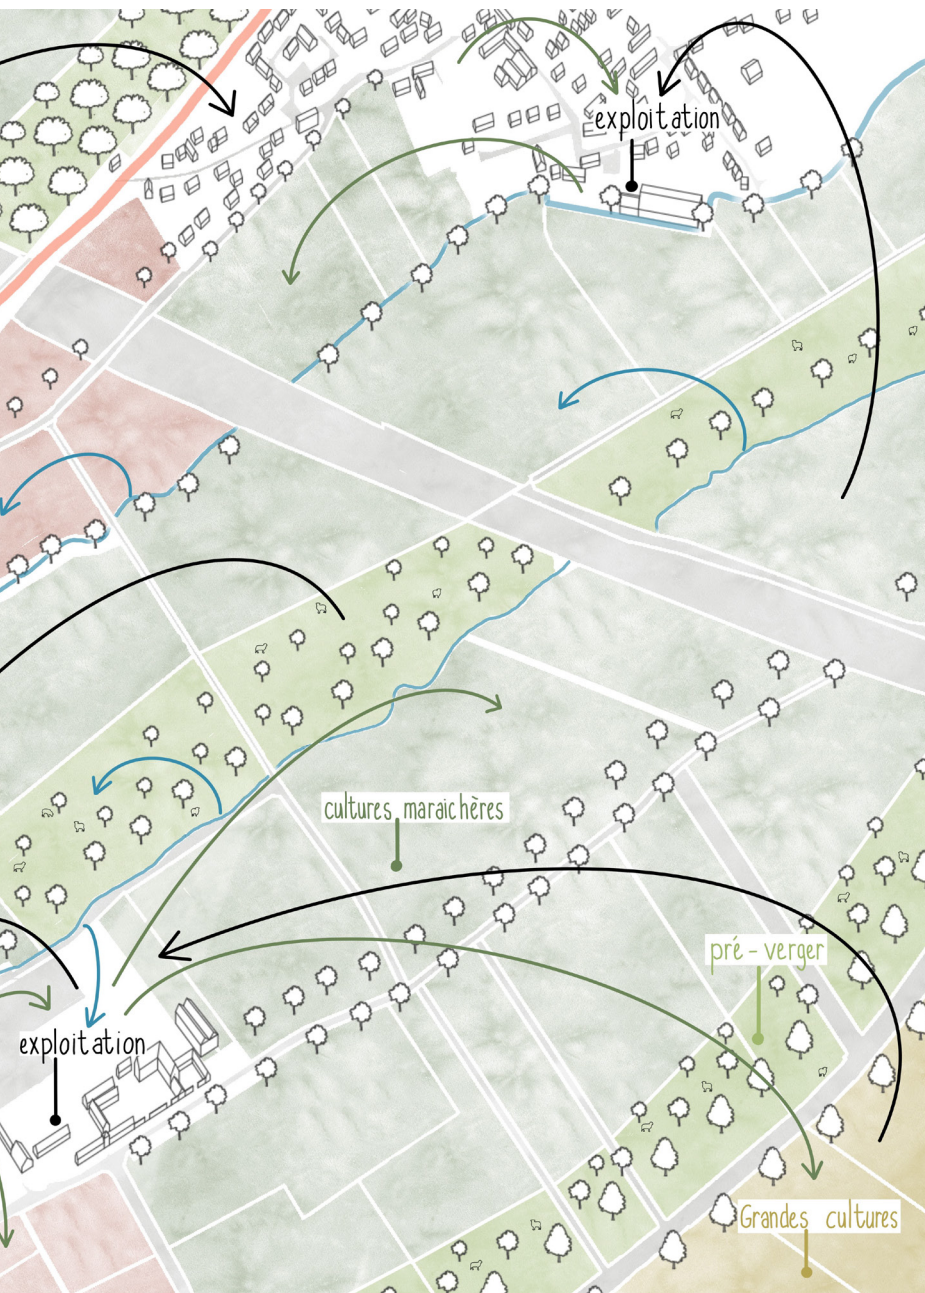 exploitation
cultures maraichères
pré-verger
exploitation
Grandes cultures